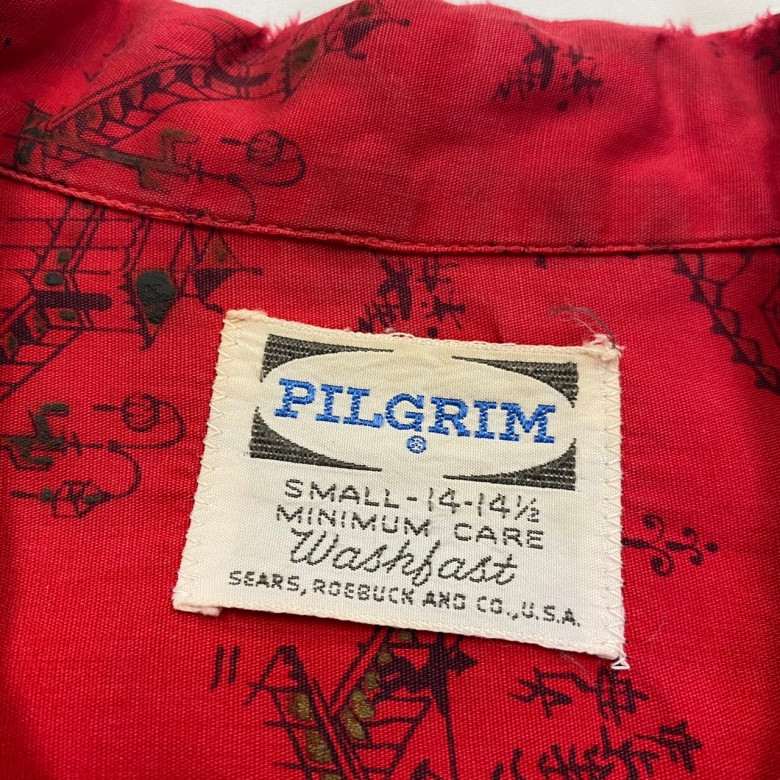 PILGRIM
®
SMALL-14-14½
MINIMUM CARE
Washfast
SEARS, ROEBUCK AND CO., U.S.A.